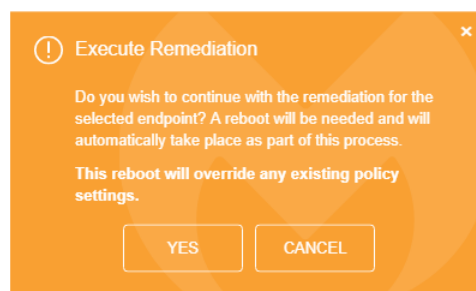 Execute Remediation
Do you wish to continue with the remediation for the
selected endpoint? A reboot will be needed and will
automatically take place as part of this process.
This reboot will override any existing policy
settings.
YES CANCEL